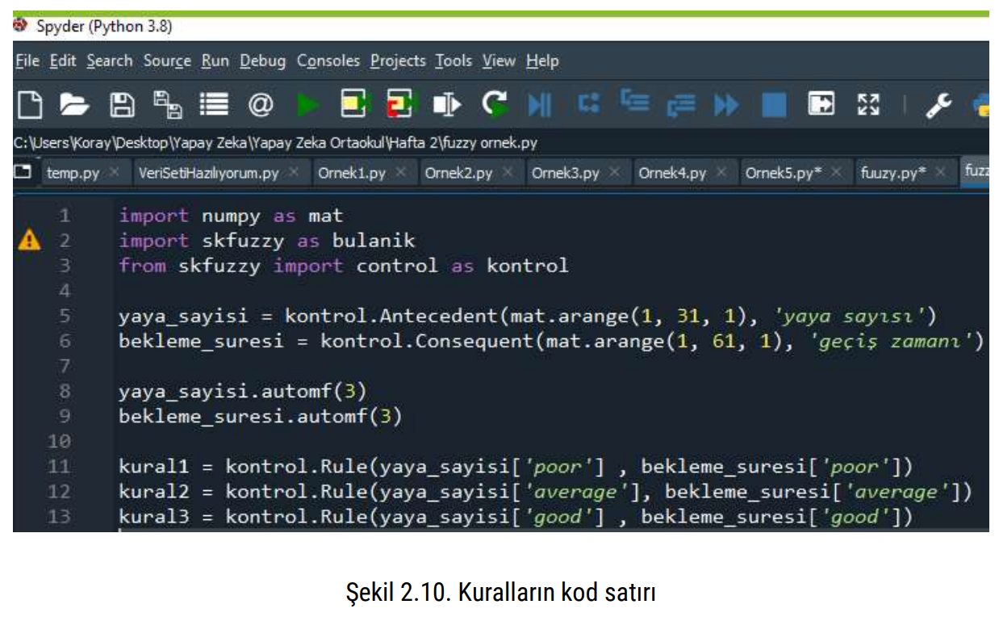 Spyder (Python 3.8)
File Edit Search Source Run Debug Consoles Projects Tools View Help
C:\Users\Koray\Desktop\Yapay Zeka\Yapay Zeka Ortaokul\Hafta 2\fuzzy ornek.py
temp.py VeriSetiHazılıyorum.py Ornek1.py Ornek2.py Ornek3.py Ornek4.py Ornek5.py* fuuzy.py* fuzz
1 import numpy as mat
2 import skfuzzy as bulanik
3 from skfuzzy import control as kontrol
4
5 yaya_sayisi = kontrol.Antecedent(mat.arange(1, 31, 1), 'yaya sayısı')
6 bekleme_suresi = kontrol.Consequent(mat.arange(1, 61, 1), 'geçiş zamanı')
7
8 yaya_sayisi.automf(3)
9 bekleme_suresi.automf(3)
10
11 kural1 = kontrol.Rule(yaya_sayisi['poor'] , bekleme_suresi['poor'])
12 kural2 = kontrol.Rule(yaya_sayisi['average'], bekleme_suresi['average'])
13 kural3 = kontrol.Rule(yaya_sayisi['good'] , bekleme_suresi['good'])
Şekil 2.10. Kuralların kod satırı